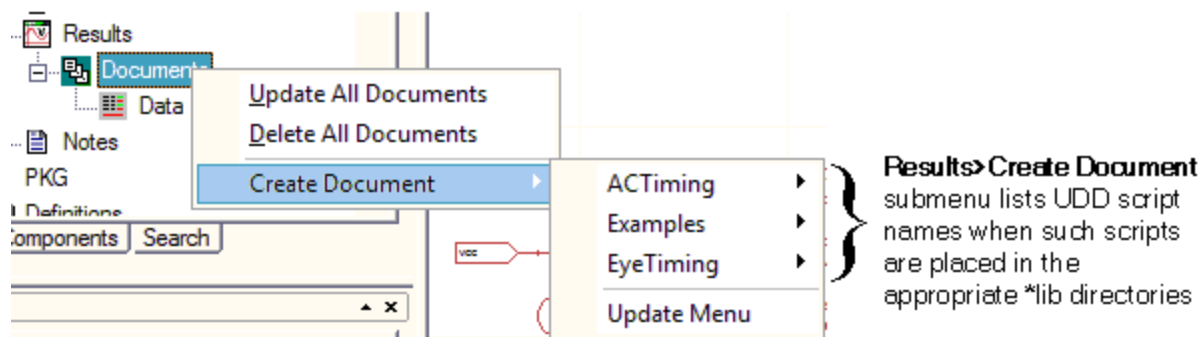 Results
Documents
Data
Notes
PKG
Definitions
omponents
Search
Update All Documents
Delete All Documents
Create Document
ACTiming
Examples
EyeTiming
Update Menu
vcc
Results>Create Document
submenu lists UDD script
names when such scripts
are placed in the
appropriate *lib directories